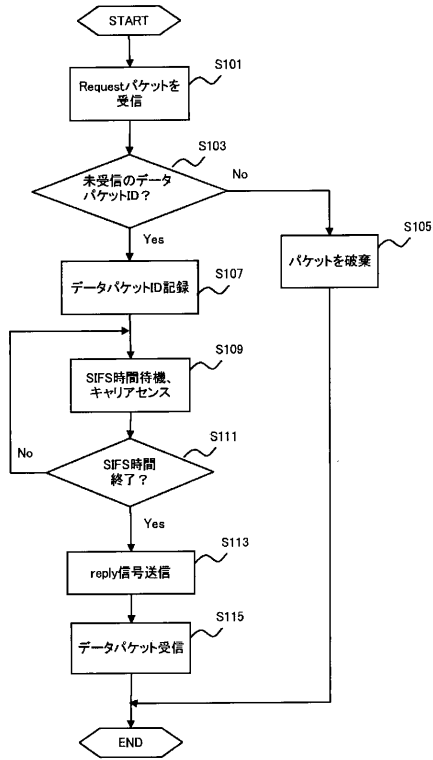 START
S101
Requestパケットを
受信
S103
未受信のデータ
パケットID？
No
Yes
S105
パケットを破棄
S107
データパケットID記録
S109
SIFS時間待機、
キャリアセンス
S111
SIFS時間
終了？
No
Yes
S113
reply信号送信
S115
データパケット受信
END